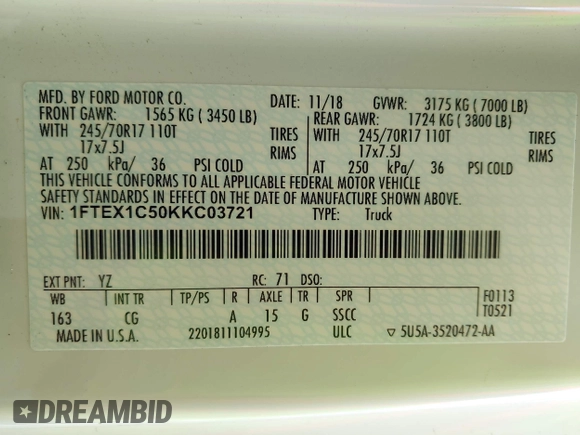 MFD. BY FORD MOTOR CO.
DATE: 11/18 GVWR: 3175 KG ( 7000 LB)
FRONT GAWR: 1565 KG ( 3450 LB)
REAR GAWR: 1724 KG ( 3800 LB)
WITH 245/70R17 110T TIRES
WITH 245/70R17 110T TIRES
17x7.5J RIMS
17x7.5J RIMS
AT 250 kPa/ 36 PSI COLD
AT 250 kPa/ 36 PSI COLD
THIS VEHICLE CONFORMS TO ALL APPLICABLE FEDERAL MOTOR VEHICLE
SAFETY STANDARDS IN EFFECT ON THE DATE OF MANUFACTURE SHOWN ABOVE.
VIN: 1FTEX1C50KKC03721 TYPE: Truck
EXT PNT: YZ RC: 71 DSO:
WB INT TR TP/PS R AXLE TR SPR
F0113
163 CG A 15 G SSCC
T0521
MADE IN U.S.A. 2201811104995 ULC ▽ 5U5A-3520472-AA
DREAMBID